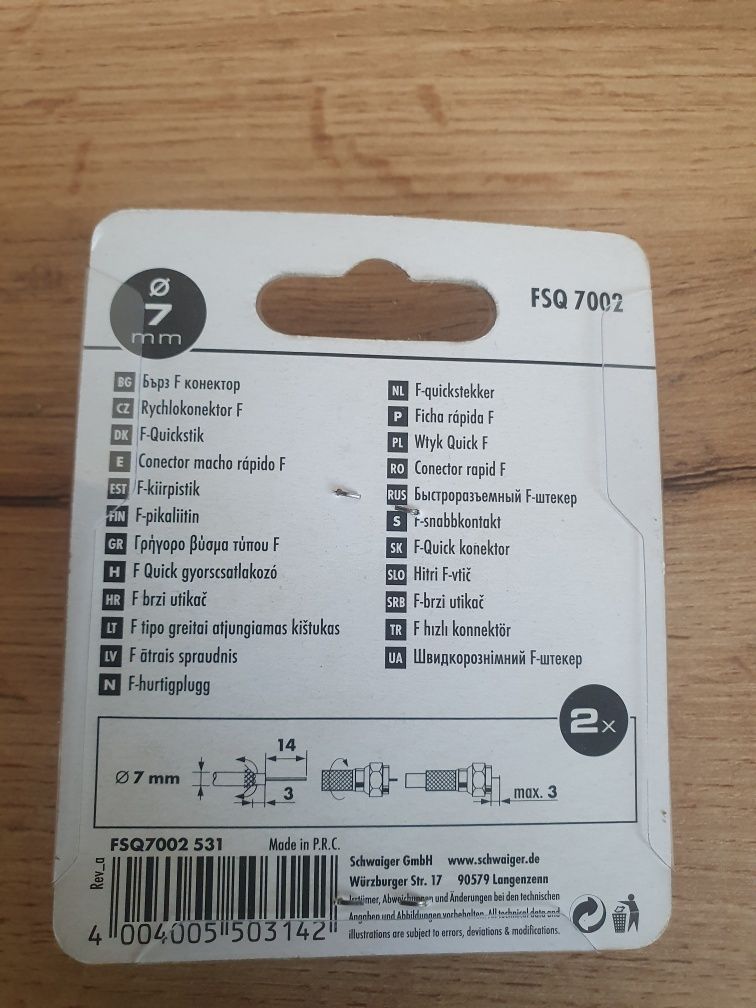 Ø
7
mm
FSQ 7002
BG Бърз F конектор
CZ Rychlokonektor F
DK F-Quickstik
E Conector macho rápido F
EST F-kiirpistik
FIN F-pikaliitin
GR Γρήγορο βύσμα τύπου F
H F Quick gyorscsatlakozó
HR F brzi utikač
LT F tipo greitai atjungiamas kištukas
LV F ātrais spraudnis
N F-hurtigplugg
NL F-quickstekker
P Ficha rápida F
PL Wtyk Quick F
RO Conector rapid F
RUS Быстроразъемный F-штекер
S F-snabbkontakt
SK F-Quick konektor
SLO Hitri F-vtič
SRB F-brzi utikač
TR F hızlı konnektör
UA Швидкорознімний F-штекер
2x
Ø 7 mm
14
3
max. 3
FSQ7002 531
Made in P.R.C.
Rev_a
4 004005 503142
Schwaiger GmbH www.schwaiger.de
Würzburger Str. 17 90579 Langenzenn
Irrtümer, Abweichungen und Änderungen bei den technischen
Angaben und Abbildungen vorbehalten. All technical data and
illustrations are subject to errors, deviations & modifications.